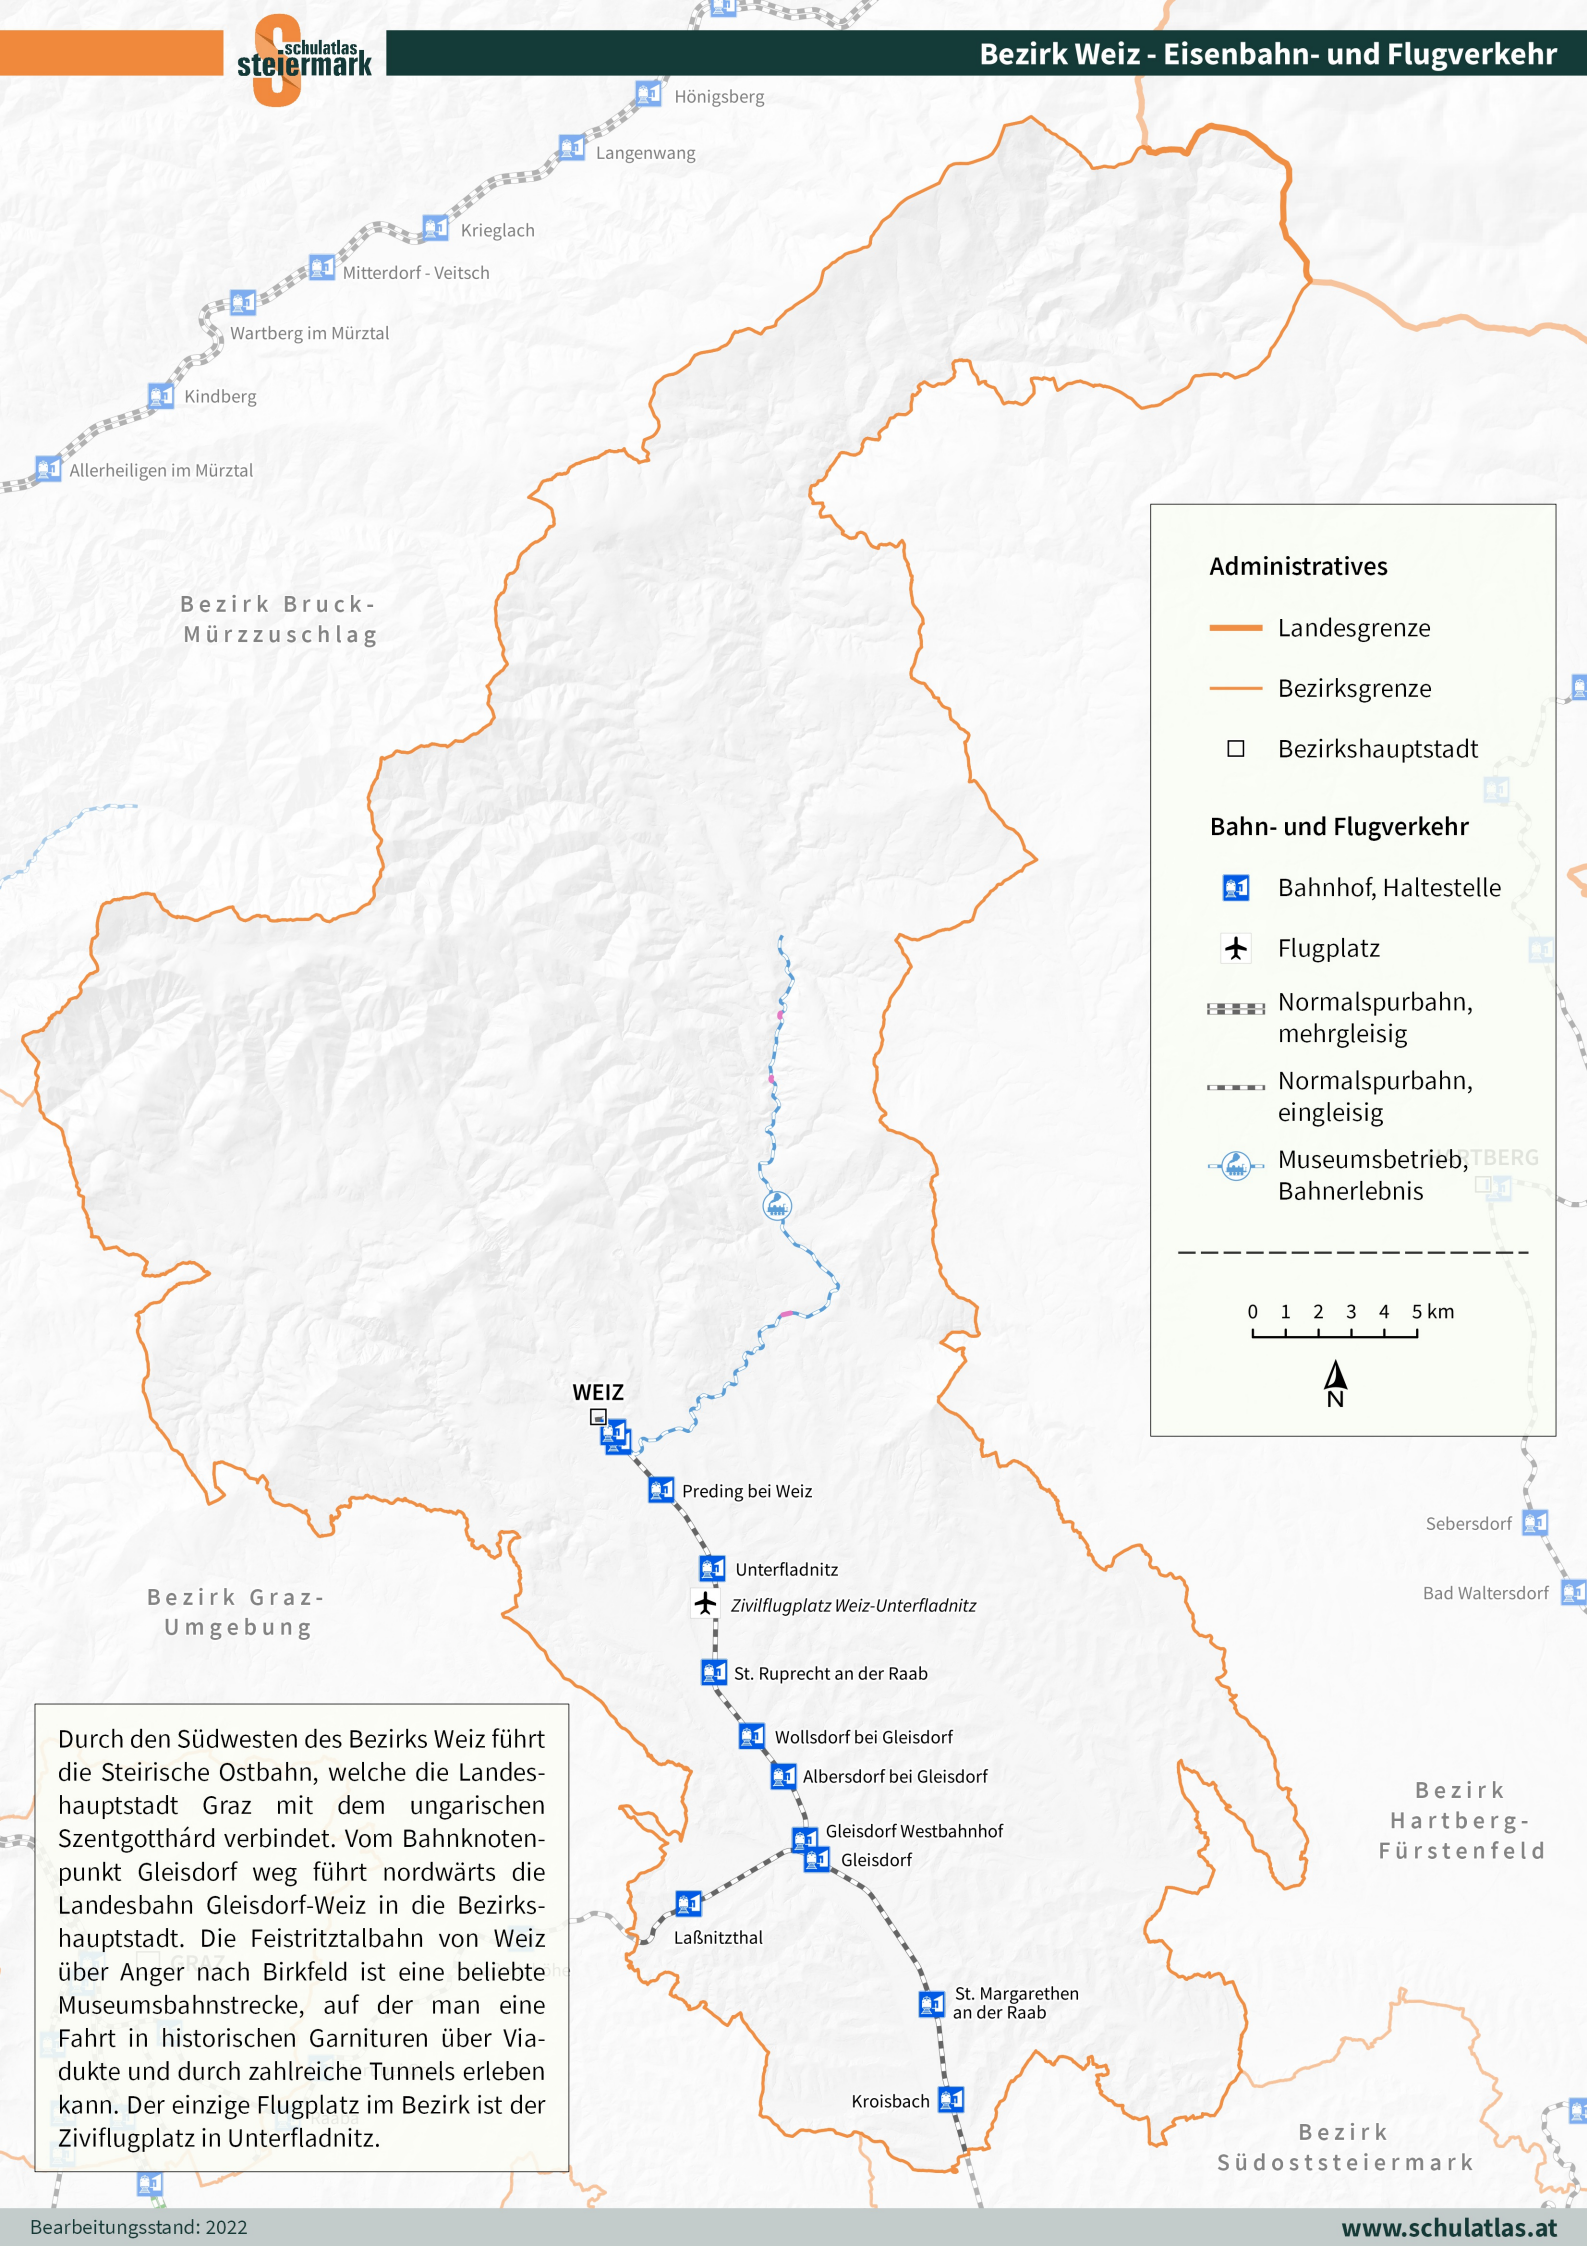 schulatlas
steiermark
Bezirk Weiz - Eisenbahn- und Flugverkehr
Hönigsberg
Langenwang
Krieglach
Mitterdorf - Veitsch
Wartberg im Mürztal
Kindberg
Allerheiligen im Mürztal
Bezirk Bruck-
Mürzzuschlag
Administratives
Landesgrenze
Bezirksgrenze
Bezirkshauptstadt
Bahn- und Flugverkehr
Bahnhof, Haltestelle
Flugplatz
Normalspurbahn,
mehrgleisig
Normalspurbahn,
eingleisig
Museumsbetrieb,
Bahnerlebnis
HARTBERG
0 1 2 3 4 5 km
N
WEIZ
Preding bei Weiz
Unterfladnitz
Zivilflugplatz Weiz-Unterfladnitz
St. Ruprecht an der Raab
Wollsdorf bei Gleisdorf
Albersdorf bei Gleisdorf
Gleisdorf Westbahnhof
Gleisdorf
Laßnitzthal
St. Margarethen
an der Raab
Kroisbach
Sebersdorf
Bad Waltersdorf
Bezirk Graz-
Umgebung
Bezirk
Hartberg-
Fürstenfeld
Bezirk
Südoststeiermark
Durch den Südwesten des Bezirks Weiz führt
die Steirische Ostbahn, welche die Landes-
hauptstadt Graz mit dem ungarischen
Szentgotthárd verbindet. Vom Bahnknoten-
punkt Gleisdorf weg führt nordwärts die
Landesbahn Gleisdorf-Weiz in die Bezirks-
hauptstadt. Die Feistritztalbahn von Weiz
über Anger nach Birkfeld ist eine beliebte
Museumsbahnstrecke, auf der man eine
Fahrt in historischen Garnituren über Via-
dukte und durch zahlreiche Tunnels erleben
kann. Der einzige Flugplatz im Bezirk ist der
Ziviflugplatz in Unterfladnitz.
GRAZ
Raaba
Bearbeitungsstand: 2022
www.schulatlas.at